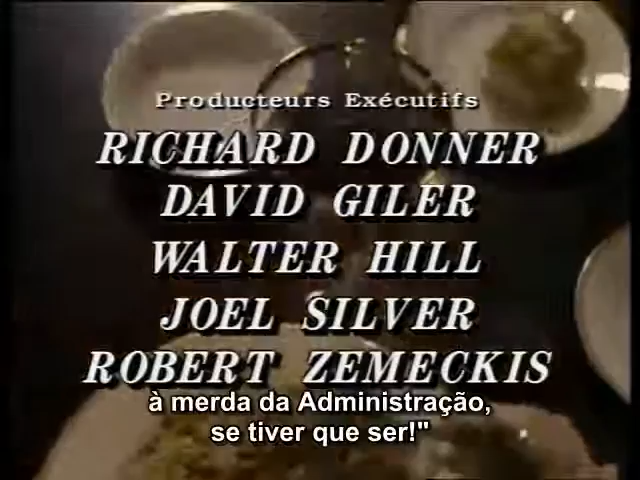 Producteurs Exécutifs
RICHARD DONNER
DAVID GILER
WALTER HILL
JOEL SILVER
ROBERT ZEMECKIS
à merda da Administração,
se tiver que ser!"